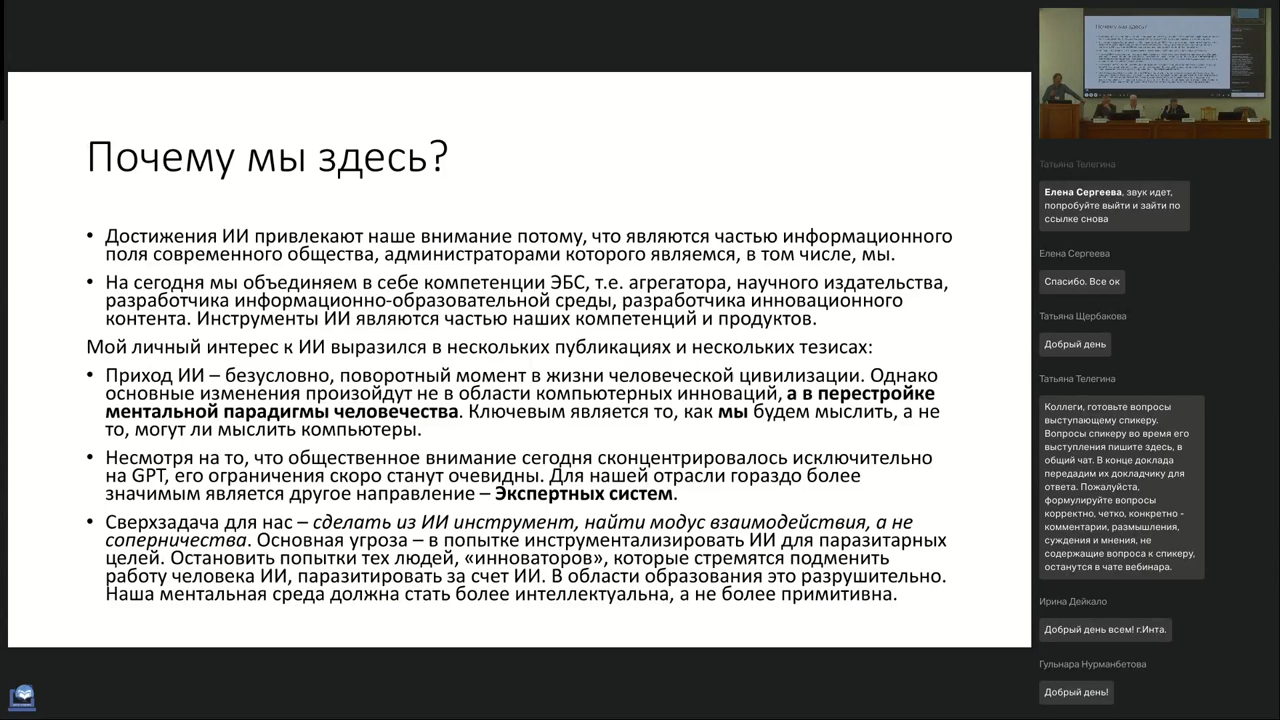 Почему мы здесь?
• Достижения ИИ привлекают наше внимание потому, что являются частью информационного
поля современного общества, администраторами которого являемся, в том числе, мы.
• На сегодня мы объединяем в себе компетенции ЭБС, т.е. агрегатора, научного издательства,
разработчика информационно-образовательной среды, разработчика инновационного
контента. Инструменты ИИ являются частью наших компетенций и продуктов.
Мой личный интерес к ИИ выразился в нескольких публикациях и нескольких тезисах:
• Приход ИИ – безусловно, поворотный момент в жизни человеческой цивилизации. Однако
основные изменения произойдут не в области компьютерных инноваций, а в перестройке
ментальной парадигмы человечества. Ключевым является то, как мы будем мыслить, а не
то, могут ли мыслить компьютеры.
• Несмотря на то, что общественное внимание сегодня сконцентрировалось исключительно
на GPT, его ограничения скоро станут очевидны. Для нашей отрасли гораздо более
значимым является другое направление – Экспертных систем.
• Сверхзадача для нас – сделать из ИИ инструмент, найти модус взаимодействия, а не
соперничества. Основная угроза – в попытке инструментализировать ИИ для паразитарных
целей. Остановить попытки тех людей, «инноваторов», которые стремятся подменить
работу человека ИИ, паразитировать за счет ИИ. В области образования это разрушительно.
Наша ментальная среда должна стать более интеллектуальна, а не более примитивна.
Почему мы здесь?
Татьяна Телегина
Елена Сергеева, звук идет,
попробуйте выйти и зайти по
ссылке снова
Елена Сергеева
Спасибо. Все ок
Татьяна Щербакова
Добрый день
Татьяна Телегина
Коллеги, готовьте вопросы
выступающему спикеру.
Вопросы спикеру во время его
выступления пишите здесь, в
общий чат. В конце доклада
передадим их докладчику для
ответа. Пожалуйста,
формулируйте вопросы
корректно, четко, конкретно -
комментарии, размышления,
суждения и мнения, не
содержащие вопроса к спикеру,
останутся в чате вебинара.
Ирина Дейкало
Добрый день всем! г.Инта.
Гульнара Нурманбетова
Добрый день!